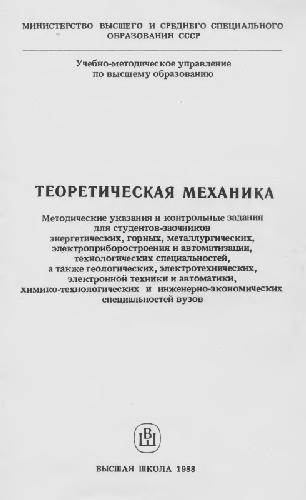 МИНИСТЕРСТВО ВЫСШЕГО И СРЕДНЕГО СПЕЦИАЛЬНОГО
ОБРАЗОВАНИЯ СССР
Учебно-методическое управление
по высшему образованию
ТЕОРЕТИЧЕСКАЯ МЕХАНИКА
Методические указания и контрольные задания
для студентов-заочников
энергетических, горных, металлургических,
электроприборостроения и автоматизации,
технологических специальностей,
а также геологических, электротехнических,
электронной техники и автоматики,
химико-технологических и инженерно-экономических
специальностей вузов
ВШ
ВЫСШАЯ ШКОЛА 1988